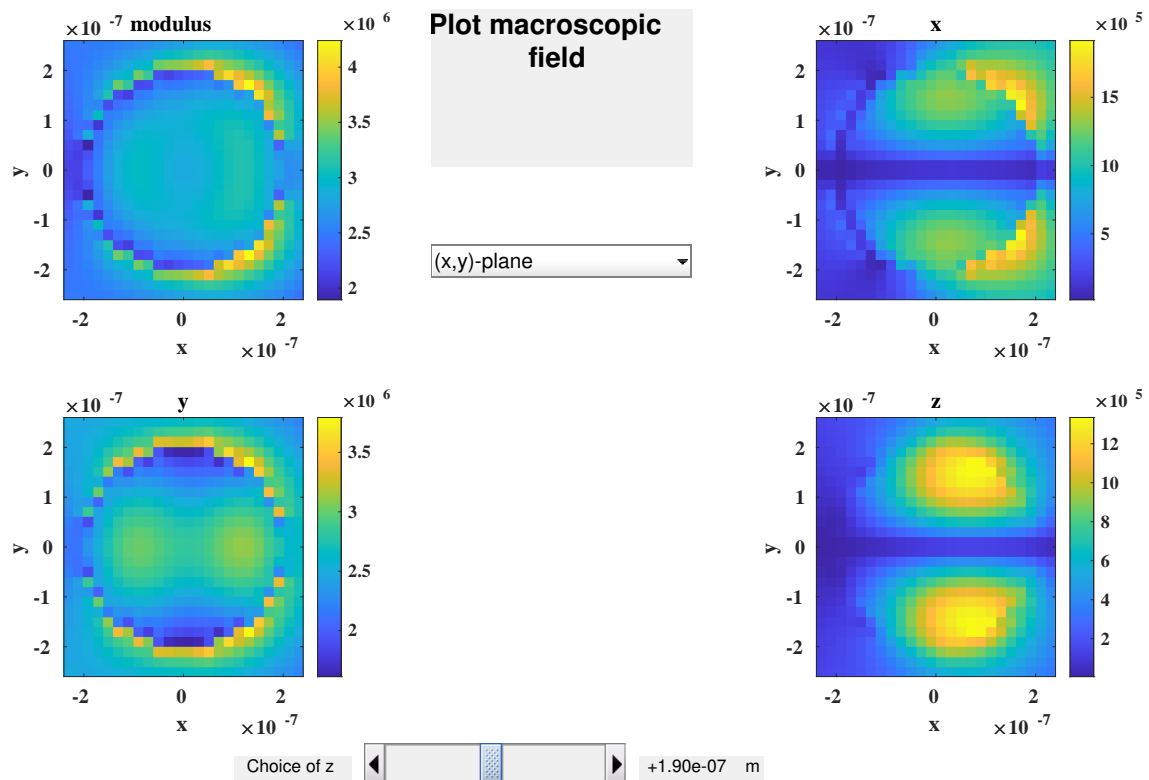 ×10 -7 modulus ×10 6
2
1
0
-1
-2
y
-2 0 2
x ×10 -7
4
3.5
3
2.5
2
Plot macroscopic
field
(x,y)-plane
×10 -7 x ×10 5
2
1
0
-1
-2
y
-2 0 2
x ×10 -7
15
10
5
×10 -7 y ×10 6
2
1
0
-1
-2
y
-2 0 2
x ×10 -7
3.5
3
2.5
2
×10 -7 z ×10 5
2
1
0
-1
-2
y
-2 0 2
x ×10 -7
12
10
8
6
4
2
Choice of z +1.90e-07 m